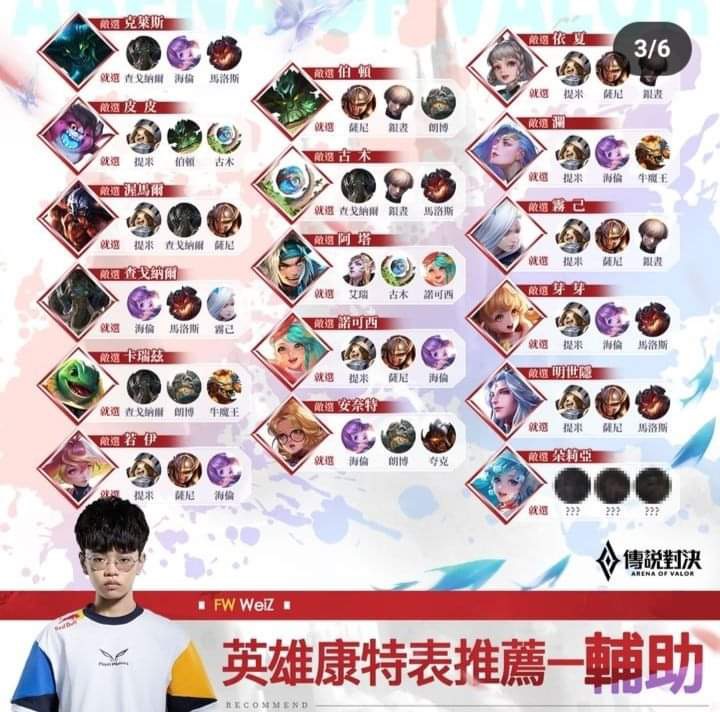 ARENA OF VALOR
3/6
敵選 克萊斯
就選 查戈納爾 海倫 馬洛斯
敵選 皮皮
就選 提米 伯頓 古木
敵選 渥馬爾
就選 提米 查戈納爾 薩尼
敵選 查戈納爾
就選 海倫 馬洛斯 霧己
敵選 卡瑞茲
就選 查戈納爾 朗博 牛魔王
敵選 若伊
就選 提米 薩尼 海倫
敵選 伯頓
就選 薩尼 銀晝 朗博
敵選 古木
就選 查戈納爾 銀晝 馬洛斯
敵選 阿塔
就選 艾瑞 古木 諾可西
敵選 諾可西
就選 提米 薩尼 海倫
敵選 安奈特
就選 海倫 朗博 夸克
敵選 依夏
就選 提米 薩尼 銀晝
敵選 瀾
就選 提米 海倫 牛魔王
敵選 霧己
就選 提米 薩尼 銀晝
敵選 芽芽
就選 提米 海倫 馬洛斯
敵選 明世隱
就選 提米 薩尼 馬洛斯
敵選 朵莉亞
就選 ??? ??? ???
傳說對決
ARENA OF VALOR
FW WeiZ
Red Bull
英雄康特表推薦—輔助
RECOMMEND